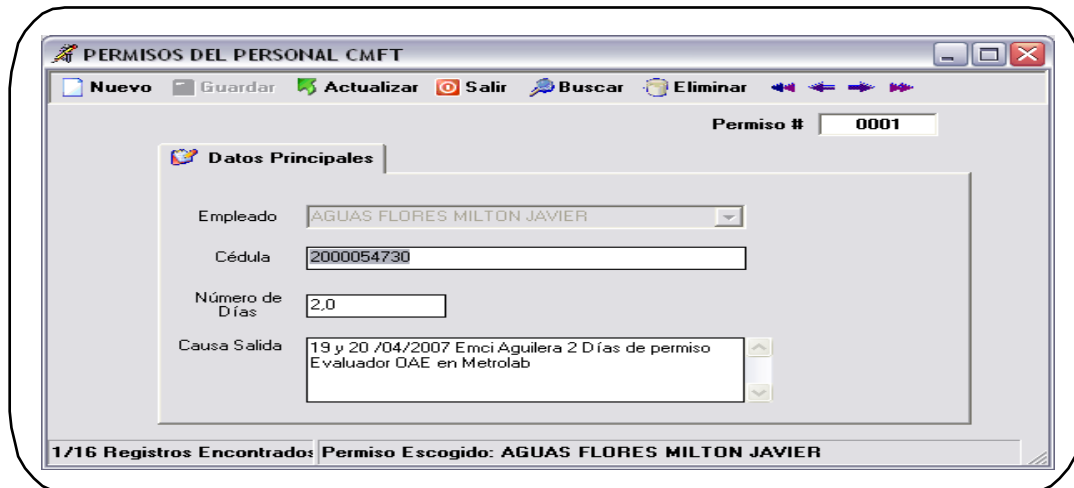 PERMISOS DEL PERSONAL CMFT
Nuevo Guardar Actualizar Salir Buscar Eliminar
Permiso # 0001
Datos Principales
Empleado AGUAS FLORES MILTON JAVIER
Cédula 2000054730
Número de
Días 2,0
Causa Salida 19 y 20 /04/2007 Emci Aguilera 2 Días de permiso
Evaluador OAE en Metrolab
1/16 Registros Encontrados Permiso Escogido: AGUAS FLORES MILTON JAVIER